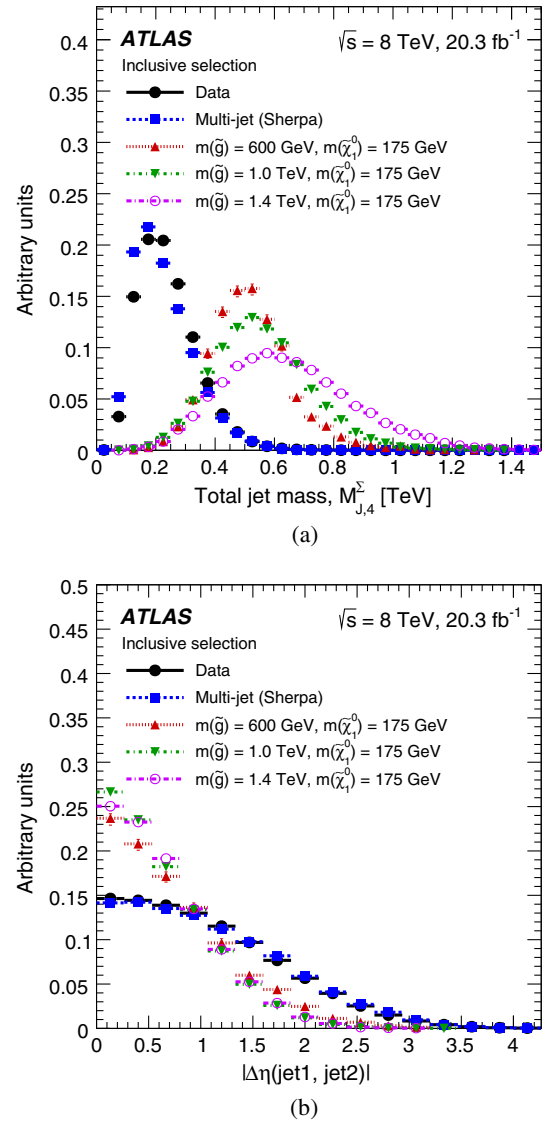 ATLAS
√s = 8 TeV, 20.3 fb⁻¹
Inclusive selection
Data
Multi-jet (Sherpa)
m(g̃) = 600 GeV, m(χ̃₁⁰) = 175 GeV
m(g̃) = 1.0 TeV, m(χ̃₁⁰) = 175 GeV
m(g̃) = 1.4 TeV, m(χ̃₁⁰) = 175 GeV
Arbitrary units
0.4
0.35
0.3
0.25
0.2
0.15
0.1
0.05
0
0 0.2 0.4 0.6 0.8 1 1.2 1.4
Total jet mass, M_{J,4}^Σ [TeV]
(a)
ATLAS
√s = 8 TeV, 20.3 fb⁻¹
Inclusive selection
Data
Multi-jet (Sherpa)
m(g̃) = 600 GeV, m(χ̃₁⁰) = 175 GeV
m(g̃) = 1.0 TeV, m(χ̃₁⁰) = 175 GeV
m(g̃) = 1.4 TeV, m(χ̃₁⁰) = 175 GeV
Arbitrary units
0.5
0.45
0.4
0.35
0.3
0.25
0.2
0.15
0.1
0.05
0
0 0.5 1 1.5 2 2.5 3 3.5 4
|Δη(jet1, jet2)|
(b)